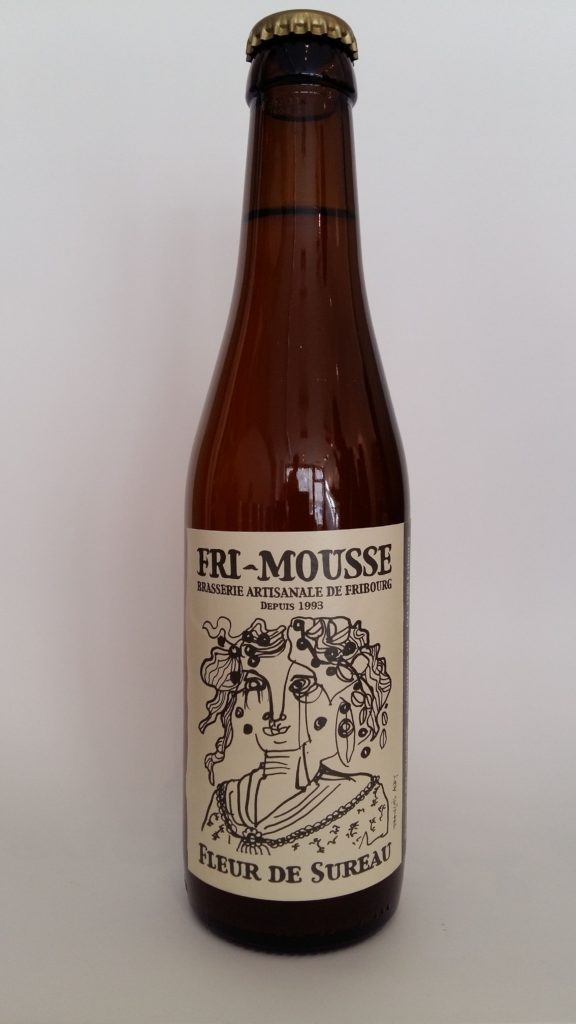 FRI-MOUSSE
BRASSERIE ARTISANALE DE FRIBOURG
DEPUIS 1993
FLEUR DE SUREAU